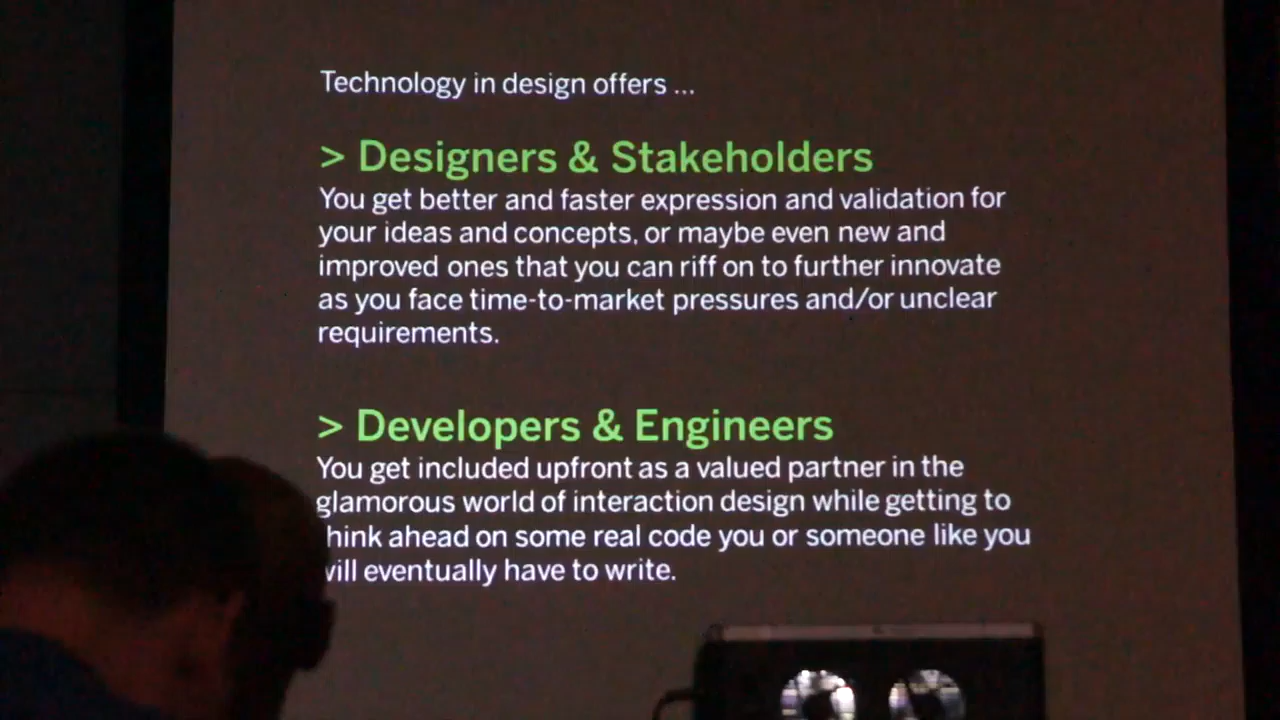 Technology in design offers ...
> Designers & Stakeholders
You get better and faster expression and validation for
your ideas and concepts, or maybe even new and
improved ones that you can riff on to further innovate
as you face time-to-market pressures and/or unclear
requirements.
> Developers & Engineers
You get included upfront as a valued partner in the
glamorous world of interaction design while getting to
think ahead on some real code you or someone like you
will eventually have to write.